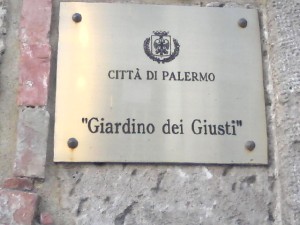 CITTÀ DI PALERMO
"Giardino dei Giusti"